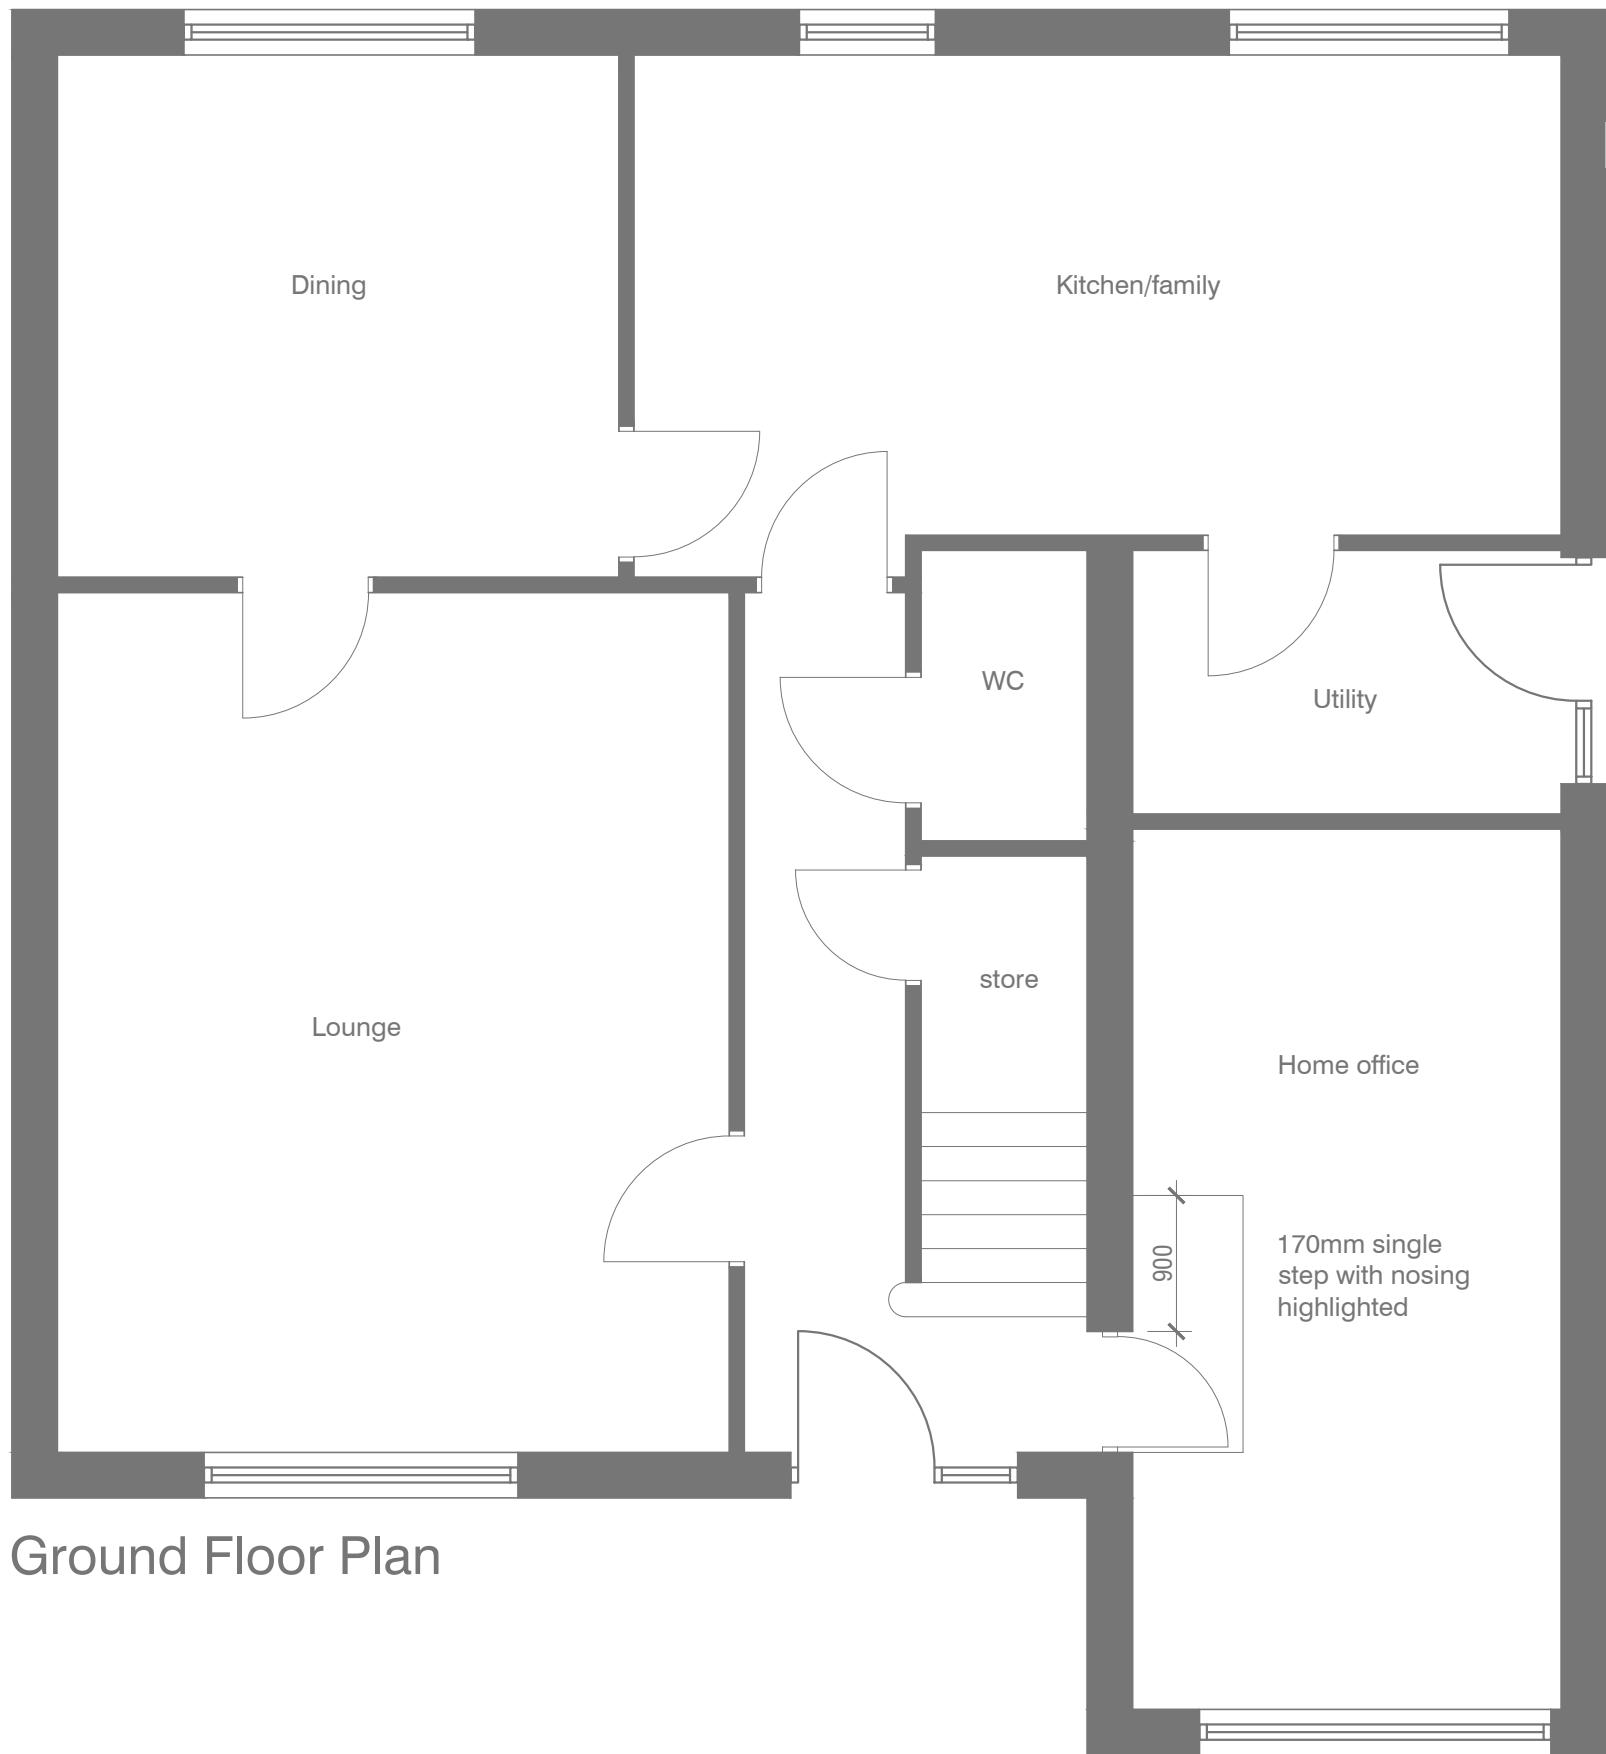 Dining
Kitchen/family
WC
Utility
store
Lounge
Home office
900
170mm single
step with nosing
highlighted
Ground Floor Plan